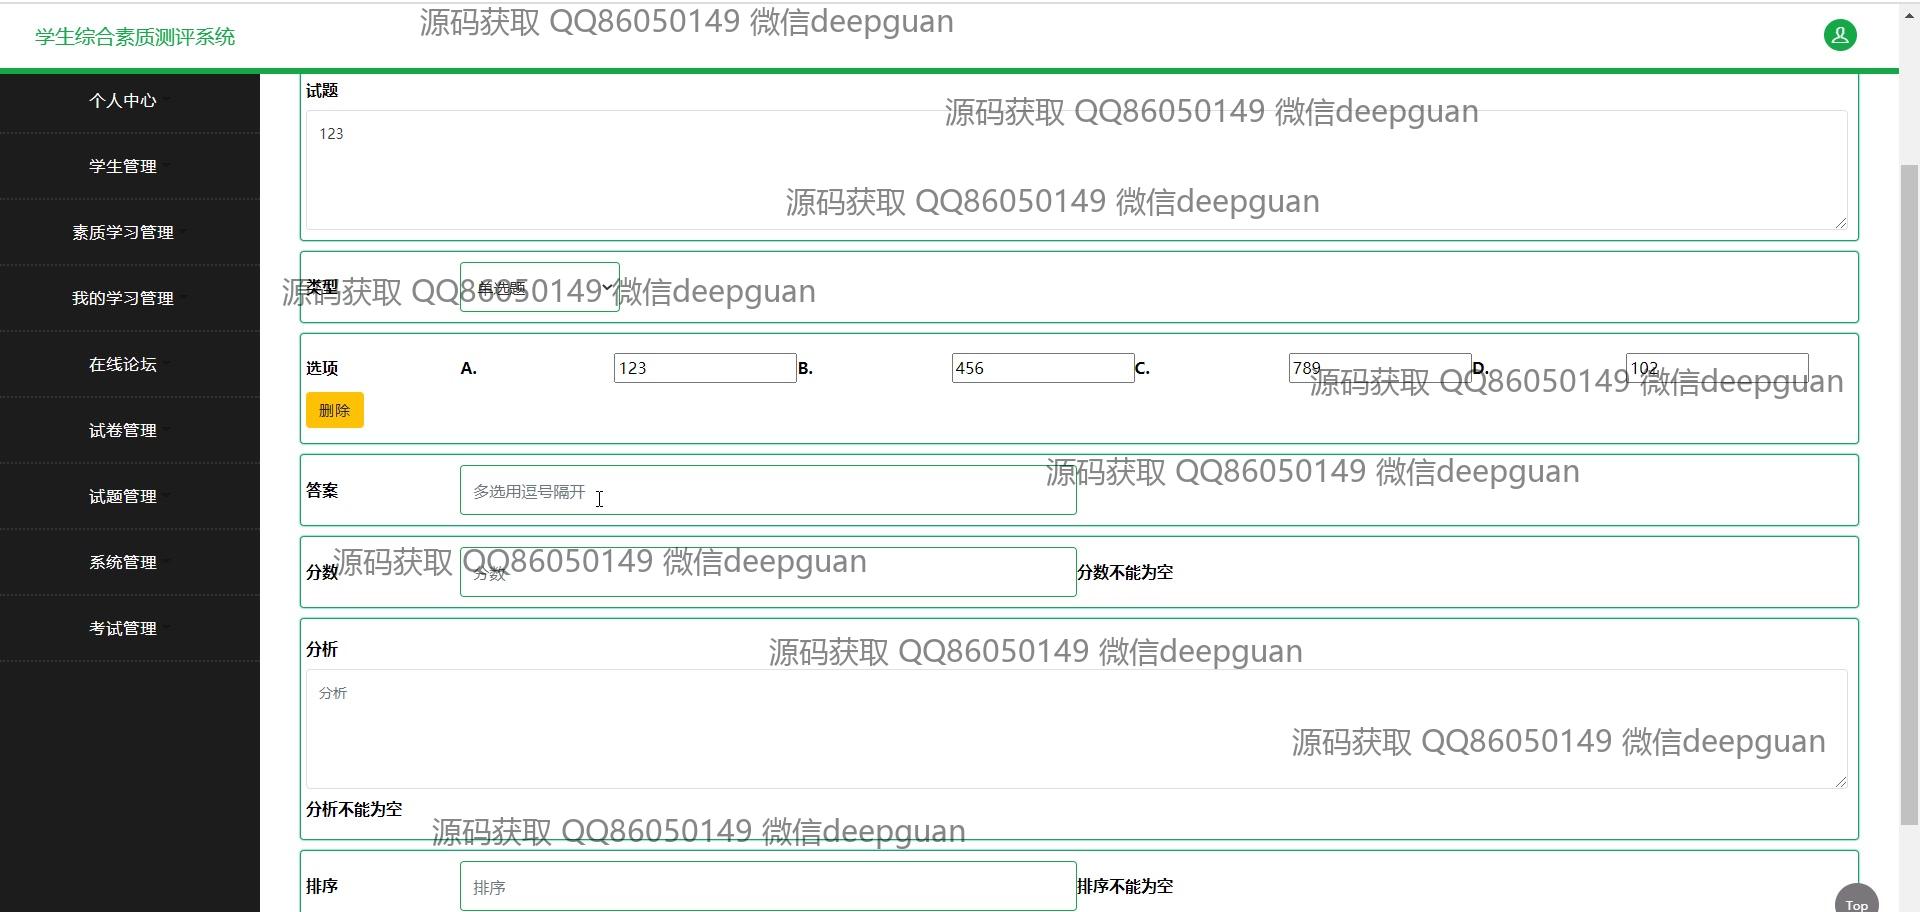 学生综合素质测评系统
源码获取 QQ86050149 微信deepguan
个人中心
学生管理
素质学习管理
我的学习管理
在线论坛
试卷管理
试题管理
系统管理
考试管理
试题
源码获取 QQ86050149 微信deepguan
123
源码获取 QQ86050149 微信deepguan
类型
单选题
源码获取 QQ86050149 微信deepguan
选项 A. 123 B. 456 C. 789 D. 102
源码获取 QQ86050149 微信deepguan
删除
源码获取 QQ86050149 微信deepguan
答案 多选用逗号隔开
源码获取 QQ86050149 微信deepguan
分数 分数 分数不能为空
分析
源码获取 QQ86050149 微信deepguan
分析
源码获取 QQ86050149 微信deepguan
分析不能为空
源码获取 QQ86050149 微信deepguan
排序 排序 排序不能为空
Top